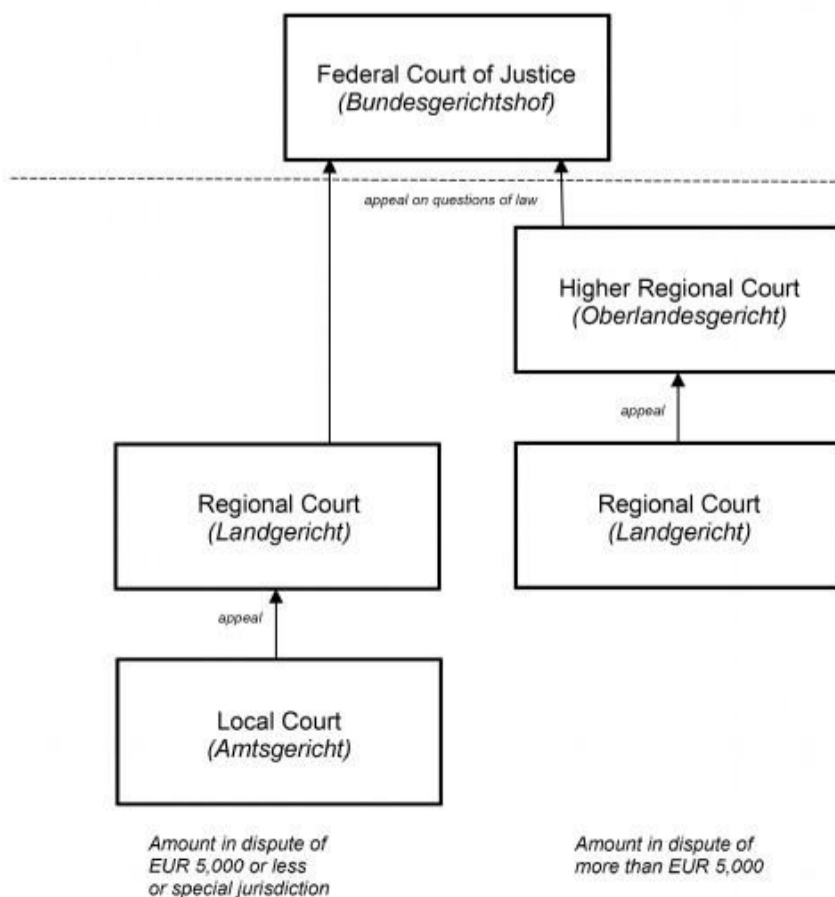 Federal Court of Justice
(Bundesgerichtshof)
appeal on questions of law
Higher Regional Court
(Oberlandesgericht)
appeal
Regional Court
(Landgericht)
Regional Court
(Landgericht)
appeal
Local Court
(Amtsgericht)
Amount in dispute of
EUR 5,000 or less
or special jurisdiction
Amount in dispute of
more than EUR 5,000